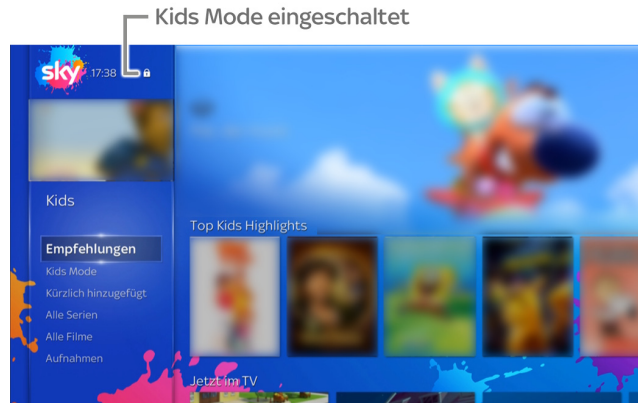 Kids Mode eingeschaltet
sky 17:38
Kids
Top Kids Highlights
Empfehlungen
Kids Mode
Kürzlich hinzugefügt
Alle Serien
Alle Filme
Aufnahmen
Jetzt im TV